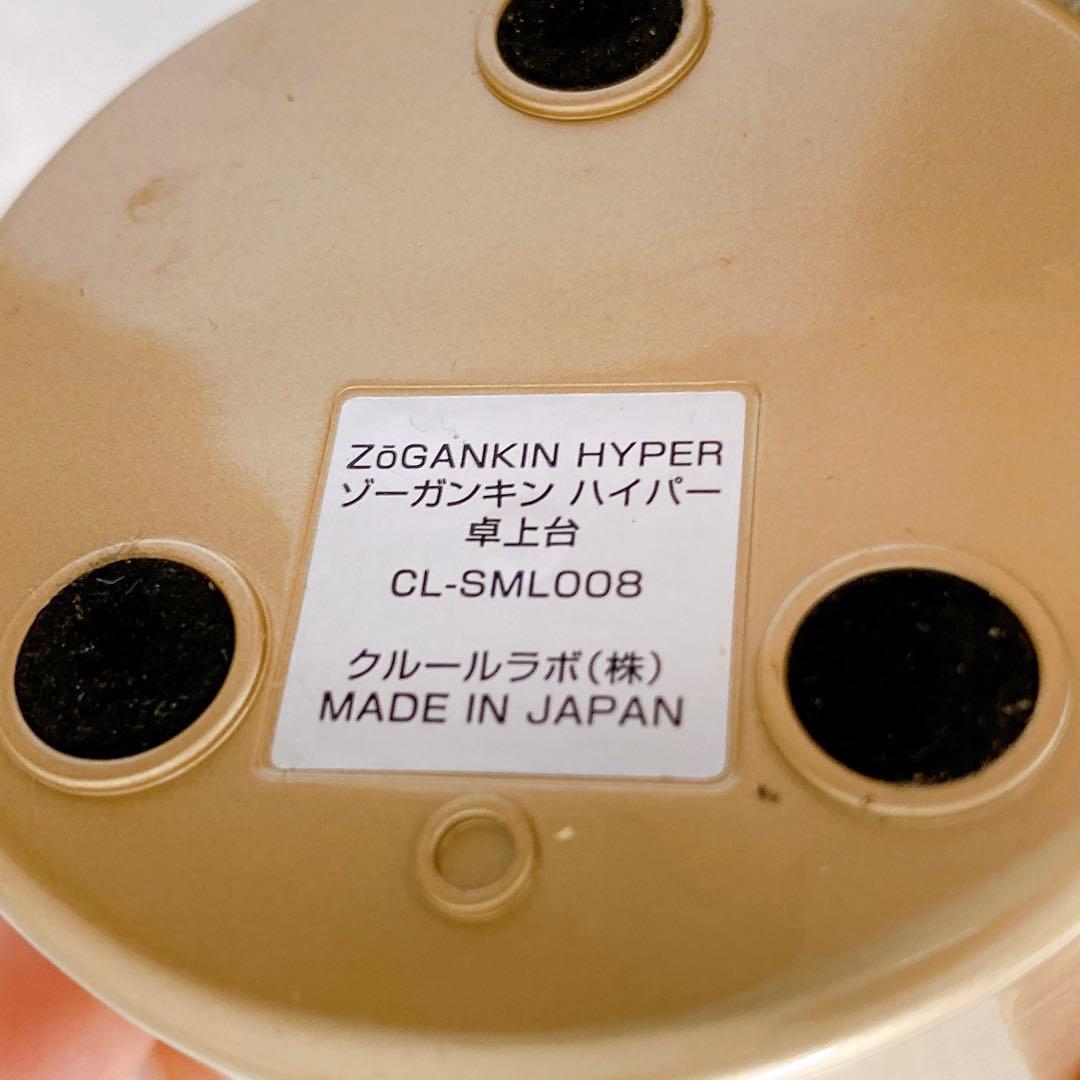 ZōGANKIN HYPER
ゾーガンキン ハイパー
卓上台
CL-SML008
クルールラボ(株)
MADE IN JAPAN